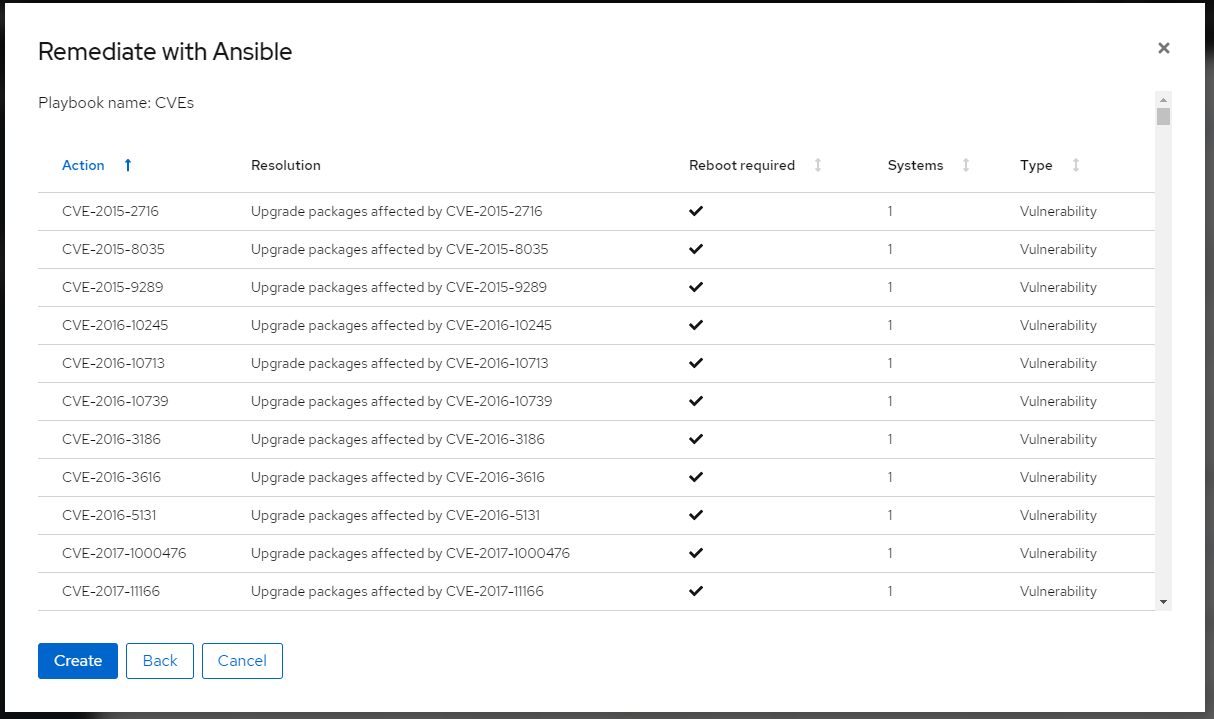 Remediate with Ansible
Playbook name: CVEs
Action Resolution Reboot required Systems Type
CVE-2015-2716 Upgrade packages affected by CVE-2015-2716 1 Vulnerability
CVE-2015-8035 Upgrade packages affected by CVE-2015-8035 1 Vulnerability
CVE-2015-9289 Upgrade packages affected by CVE-2015-9289 1 Vulnerability
CVE-2016-10245 Upgrade packages affected by CVE-2016-10245 1 Vulnerability
CVE-2016-10713 Upgrade packages affected by CVE-2016-10713 1 Vulnerability
CVE-2016-10739 Upgrade packages affected by CVE-2016-10739 1 Vulnerability
CVE-2016-3186 Upgrade packages affected by CVE-2016-3186 1 Vulnerability
CVE-2016-3616 Upgrade packages affected by CVE-2016-3616 1 Vulnerability
CVE-2016-5131 Upgrade packages affected by CVE-2016-5131 1 Vulnerability
CVE-2017-1000476 Upgrade packages affected by CVE-2017-1000476 1 Vulnerability
CVE-2017-11166 Upgrade packages affected by CVE-2017-11166 1 Vulnerability
Create Back Cancel